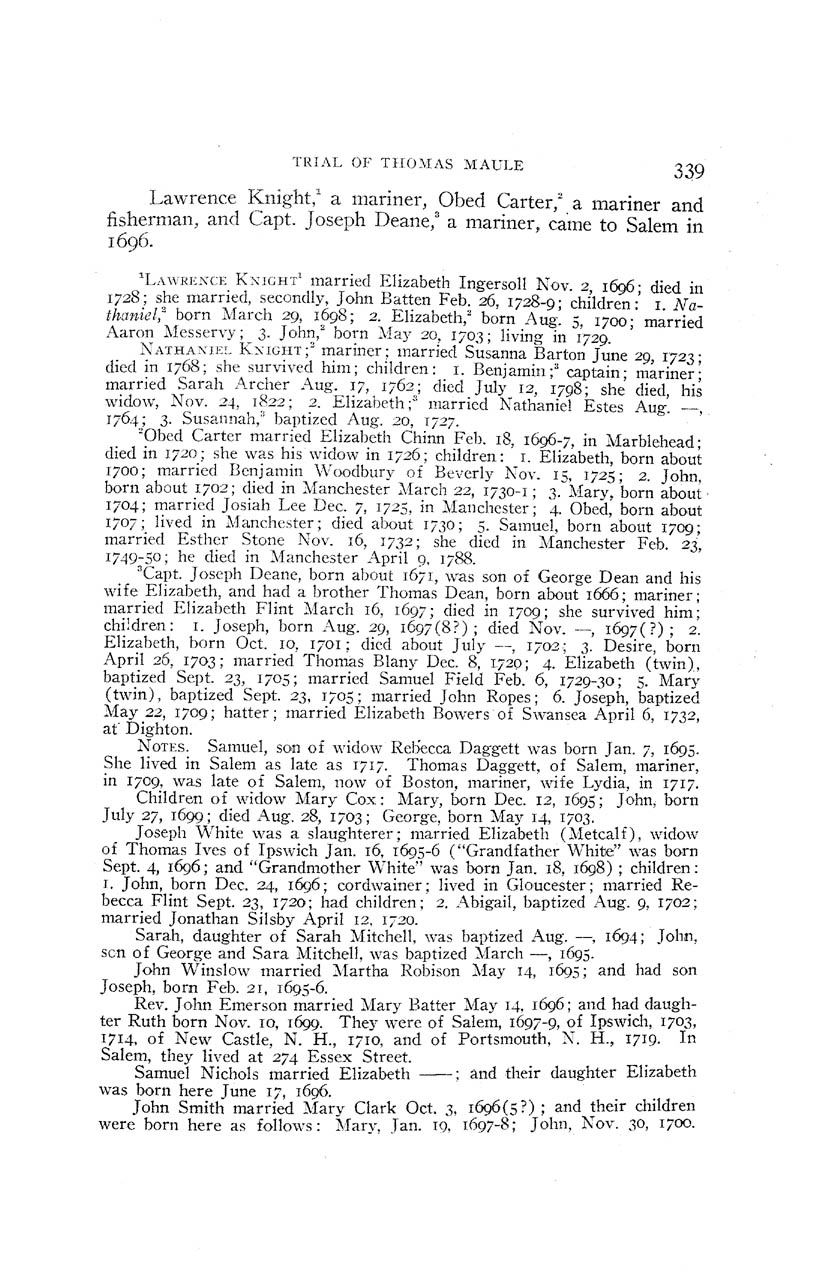 TRIAL OF THOMAS MAULE 339
Lawrence Knight,¹ a mariner, Obed Carter,² a mariner and
fisherman, and Capt. Joseph Deane,³ a mariner, came to Salem in
1696.
¹LAWRENCE KNIGHT¹ married Elizabeth Ingersoll Nov. 2, 1696; died in
1728; she married, secondly, John Batten Feb. 26, 1728-9; children: 1. Na-
thaniel,² born March 29, 1698; 2. Elizabeth,² born Aug. 5, 1700; married
Aaron Messervy; 3. John,² born May 20, 1703; living in 1729.
NATHANIEL KNIGHT;² mariner; married Susanna Barton June 29, 1723;
died in 1768; she survived him; children: 1. Benjamin;³ captain; mariner;
married Sarah Archer Aug. 17, 1762; died July 12, 1798; she died, his
widow, Nov. 24, 1822; 2. Elizabeth;³ married Nathaniel Estes Aug. —,
1764; 3. Susannah,³ baptized Aug. 20, 1727.
²Obed Carter married Elizabeth Chinn Feb. 18, 1696-7, in Marblehead;
died in 1720; she was his widow in 1726; children: 1. Elizabeth, born about
1700; married Benjamin Woodbury of Beverly Nov. 15, 1725; 2. John,
born about 1702; died in Manchester March 22, 1730-1; 3. Mary, born about
1704; married Josiah Lee Dec. 7, 1725, in Manchester; 4. Obed, born about
1707; lived in Manchester; died about 1730; 5. Samuel, born about 1709;
married Esther Stone Nov. 16, 1732; she died in Manchester Feb. 23,
1749-50; he died in Manchester April 9, 1788.
³Capt. Joseph Deane, born about 1671, was son of George Dean and his
wife Elizabeth, and had a brother Thomas Dean, born about 1666; mariner;
married Elizabeth Flint March 16, 1697; died in 1709; she survived him;
children: 1. Joseph, born Aug. 29, 1697(8?); died Nov. —, 1697(?); 2.
Elizabeth, born Oct. 10, 1701; died about July —, 1702; 3. Desire, born
April 26, 1703; married Thomas Blany Dec. 8, 1720; 4. Elizabeth (twin),
baptized Sept. 23, 1705; married Samuel Field Feb. 6, 1729-30; 5. Mary
(twin), baptized Sept. 23, 1705; married John Ropes; 6. Joseph, baptized
May 22, 1709; hatter; married Elizabeth Bowers of Swansea April 6, 1732,
at Dighton.
NOTES. Samuel, son of widow Rebecca Daggett was born Jan. 7, 1695.
She lived in Salem as late as 1717. Thomas Daggett, of Salem, mariner,
in 1709, was late of Salem, now of Boston, mariner, wife Lydia, in 1717.
Children of widow Mary Cox: Mary, born Dec. 12, 1695; John, born
July 27, 1699; died Aug. 28, 1703; George, born May 14, 1703.
Joseph White was a slaughterer; married Elizabeth (Metcalf), widow
of Thomas Ives of Ipswich Jan. 16, 1695-6 ("Grandfather White" was born
Sept. 4, 1696; and "Grandmother White" was born Jan. 18, 1698); children:
1. John, born Dec. 24, 1696; cordwainer; lived in Gloucester; married Re-
becca Flint Sept. 23, 1720; had children; 2. Abigail, baptized Aug. 9, 1702;
married Jonathan Silsby April 12, 1720.
Sarah, daughter of Sarah Mitchell, was baptized Aug. —, 1694; John,
son of George and Sara Mitchell, was baptized March —, 1695.
John Winslow married Martha Robison May 14, 1695; and had son
Joseph, born Feb. 21, 1695-6.
Rev. John Emerson married Mary Batter May 14, 1696; and had daugh-
ter Ruth born Nov. 10, 1699. They were of Salem, 1697-9, of Ipswich, 1703,
1714, of New Castle, N. H., 1710, and of Portsmouth, N. H., 1719. In
Salem, they lived at 274 Essex Street.
Samuel Nichols married Elizabeth ——; and their daughter Elizabeth
was born here June 17, 1696.
John Smith married Mary Clark Oct. 3, 1696(5?); and their children
were born here as follows: Mary, Jan. 19, 1697-8; John, Nov. 30, 1700.